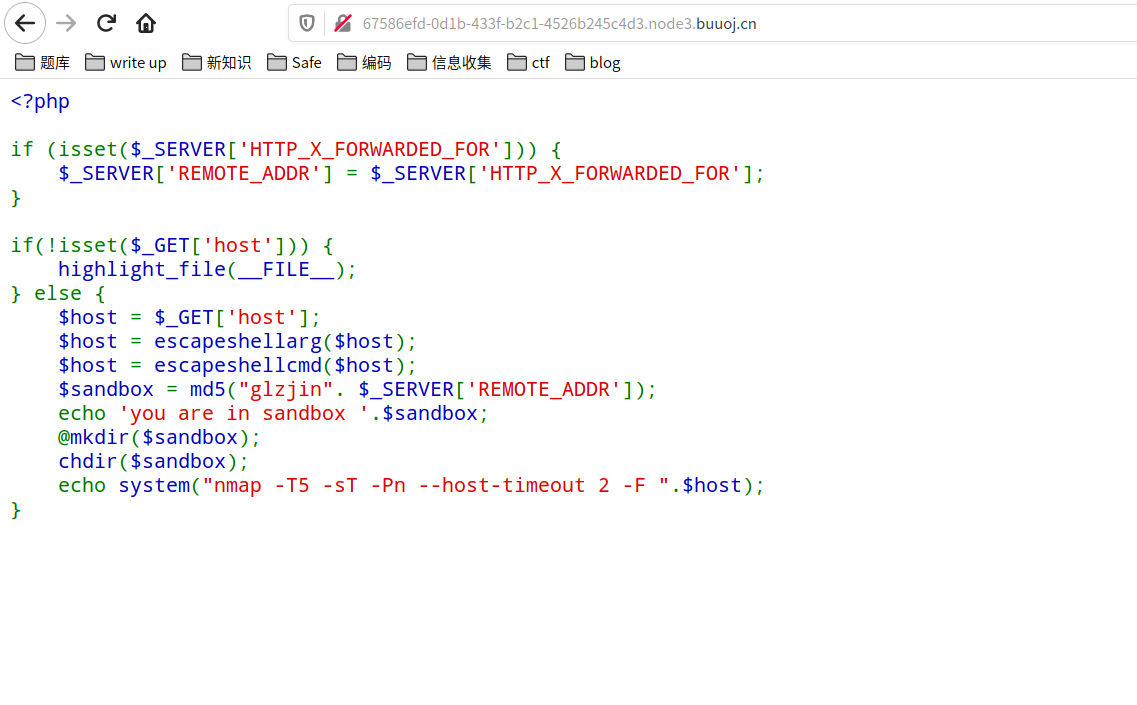 67586efd-0d1b-433f-b2c1-4526b245c4d3.node3.buuoj.cn
题库 write up 新知识 Safe 编码 信息收集 ctf blog
<?php
if (isset($_SERVER['HTTP_X_FORWARDED_FOR'])) {
    $_SERVER['REMOTE_ADDR'] = $_SERVER['HTTP_X_FORWARDED_FOR'];
}
if(!isset($_GET['host'])) {
    highlight_file(__FILE__);
} else {
    $host = $_GET['host'];
    $host = escapeshellarg($host);
    $host = escapeshellcmd($host);
    $sandbox = md5("glzjin". $_SERVER['REMOTE_ADDR']);
    echo 'you are in sandbox '.$sandbox;
    @mkdir($sandbox);
    chdir($sandbox);
    echo system("nmap -T5 -sT -Pn --host-timeout 2 -F ".$host);
}